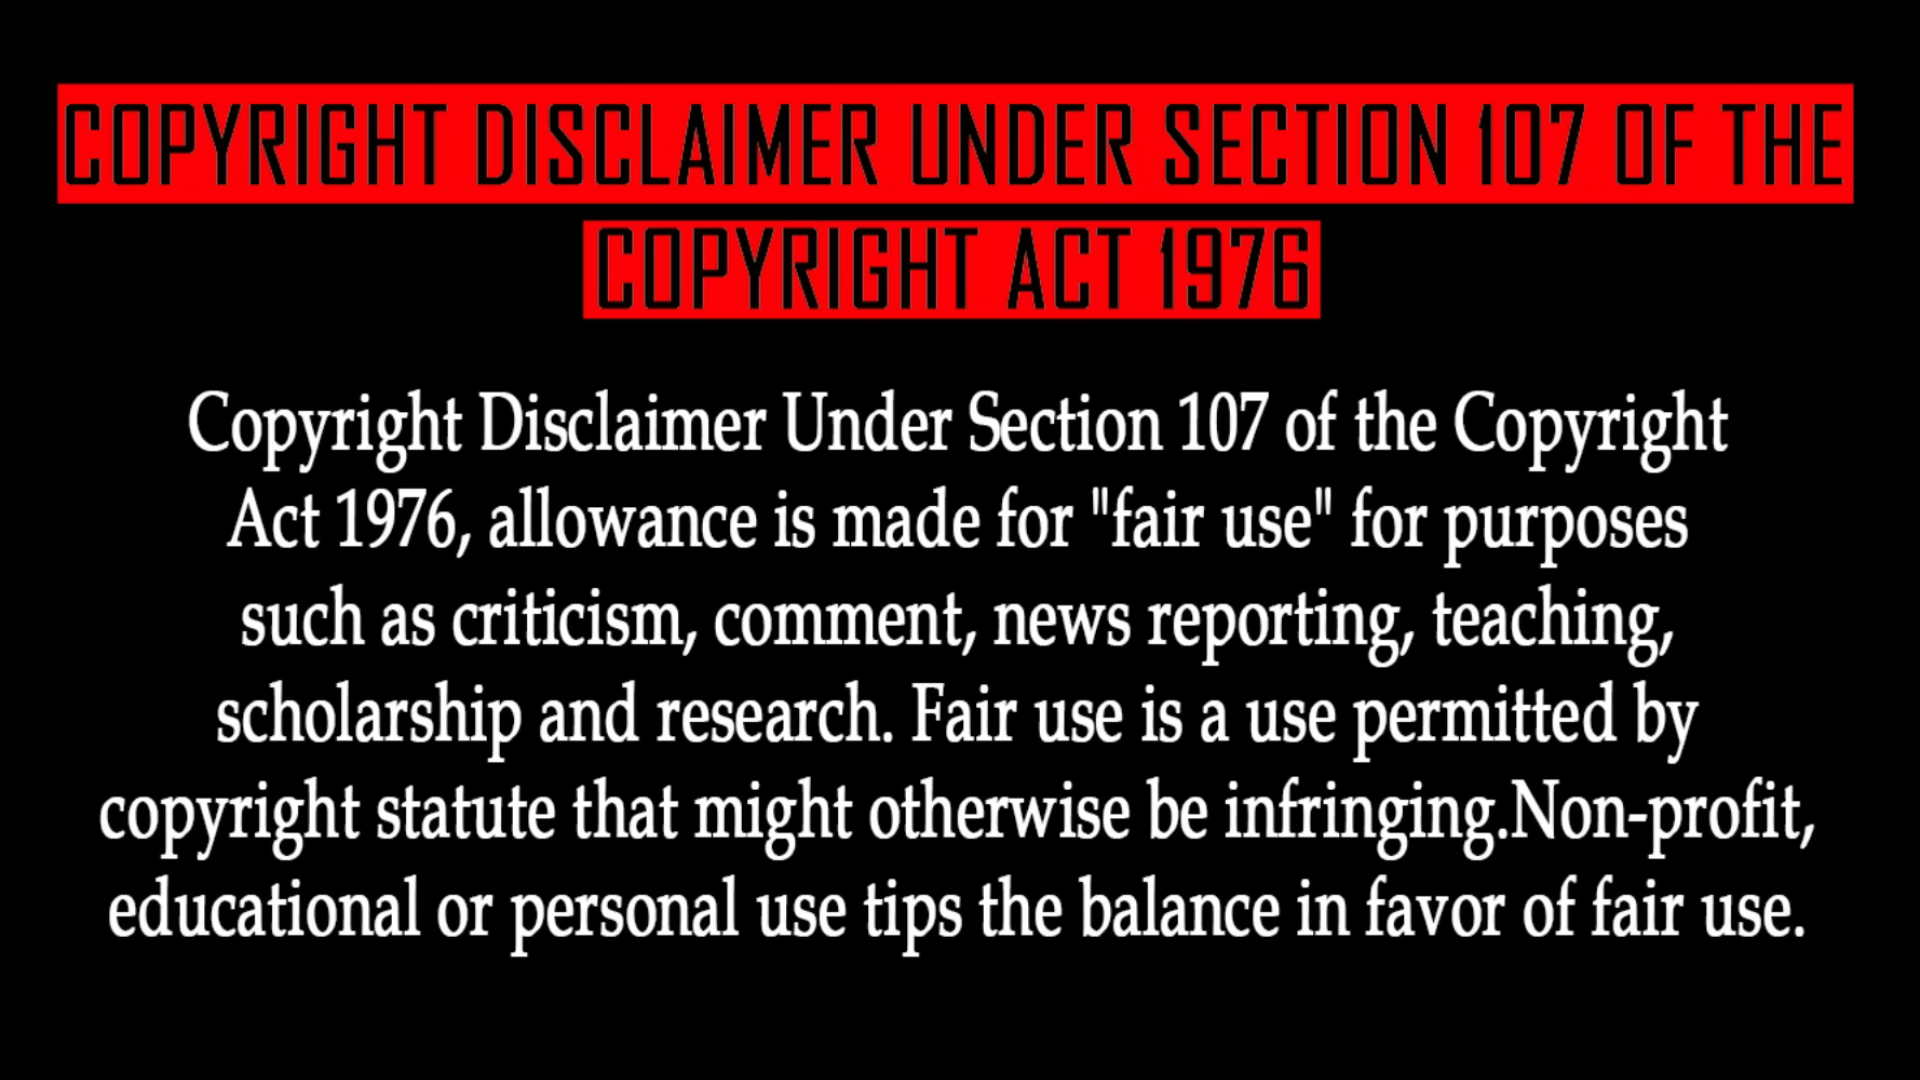 COPYRIGHT DISCLAIMER UNDER SECTION 107 OF THE
COPYRIGHT ACT 1976
Copyright Disclaimer Under Section 107 of the Copyright
Act 1976, allowance is made for "fair use" for purposes
such as criticism, comment, news reporting, teaching,
scholarship and research. Fair use is a use permitted by
copyright statute that might otherwise be infringing.Non-profit,
educational or personal use tips the balance in favor of fair use.